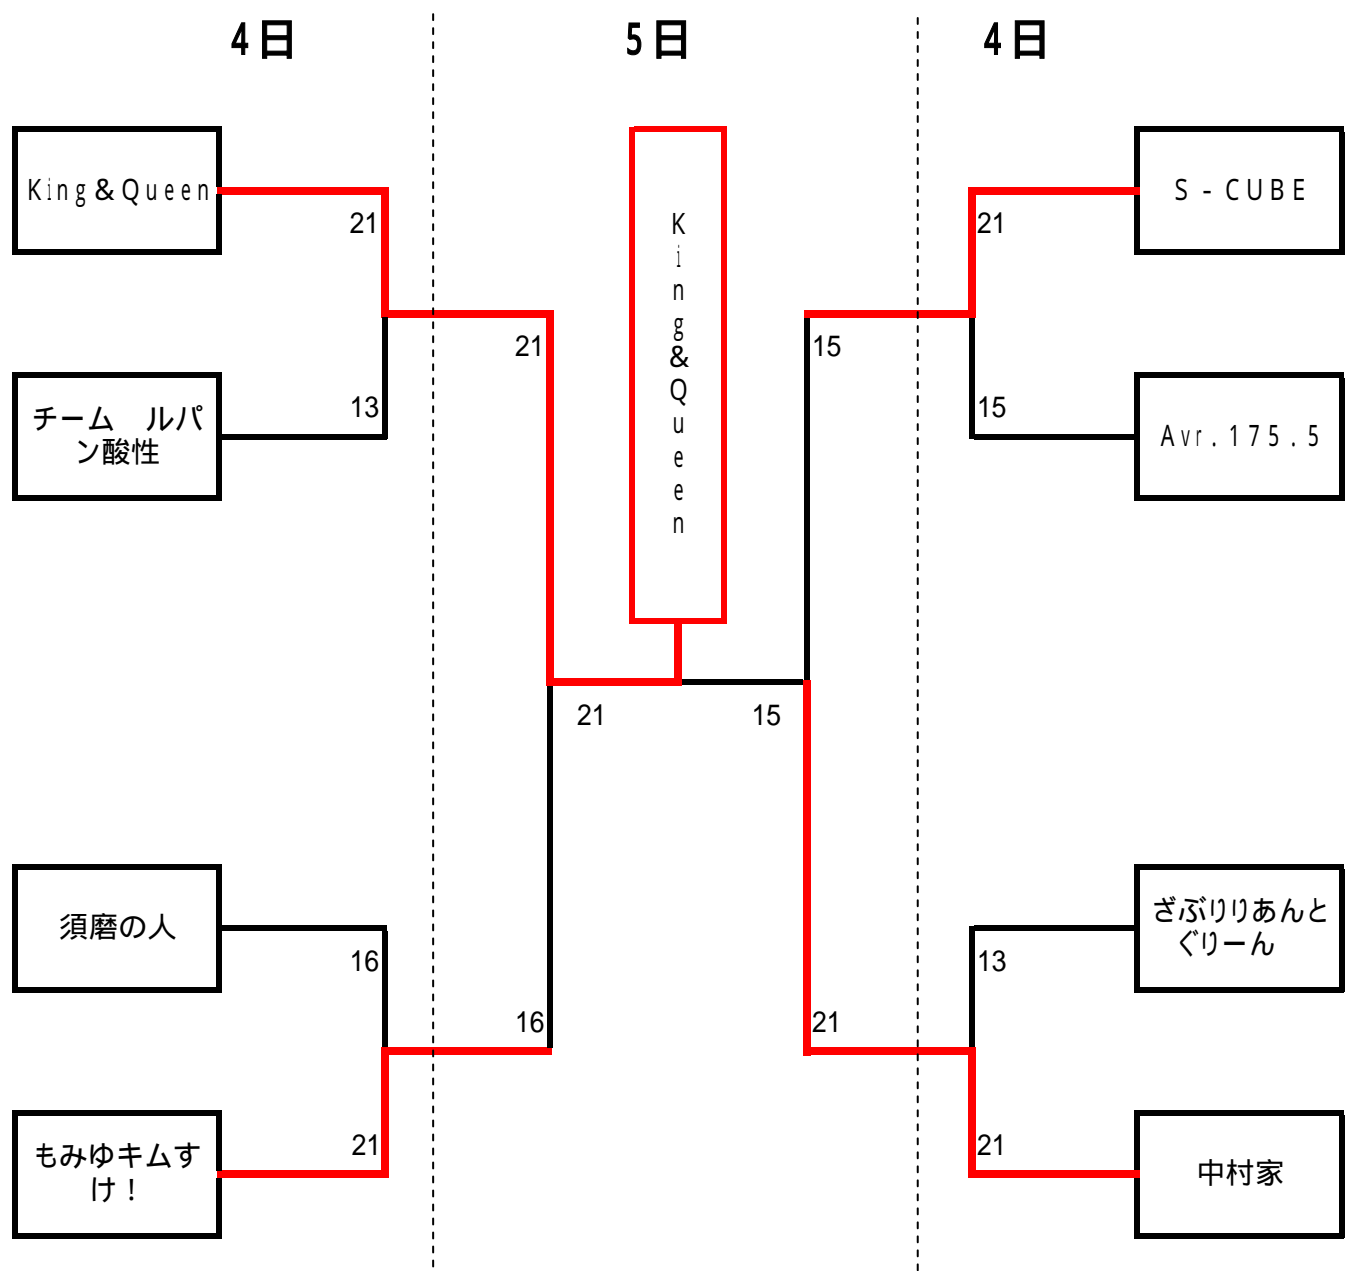 4日
5日
4日
King&Queen
21
チーム　ルパ
ン酸性
13
須磨の人
16
もみゆキムす
け！
21
21
16
King&Queen
21
15
15
21
S-CUBE
21
Avr.175.5
15
ざぶりりあんと
ぐりーん
13
中村家
21